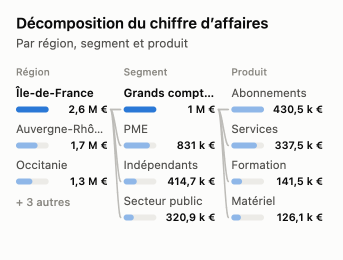 Décomposition du chiffre d'affaires
Par région, segment et produit
Région
Île-de-France
2,6 M €
Auvergne-Rhô…
1,7 M €
Occitanie
1,3 M €
+ 3 autres
Segment
Grands compt…
1 M €
PME
831 k €
Indépendants
414,7 k €
Secteur public
320,9 k €
Produit
Abonnements
430,5 k €
Services
337,5 k €
Formation
141,5 k €
Matériel
126,1 k €